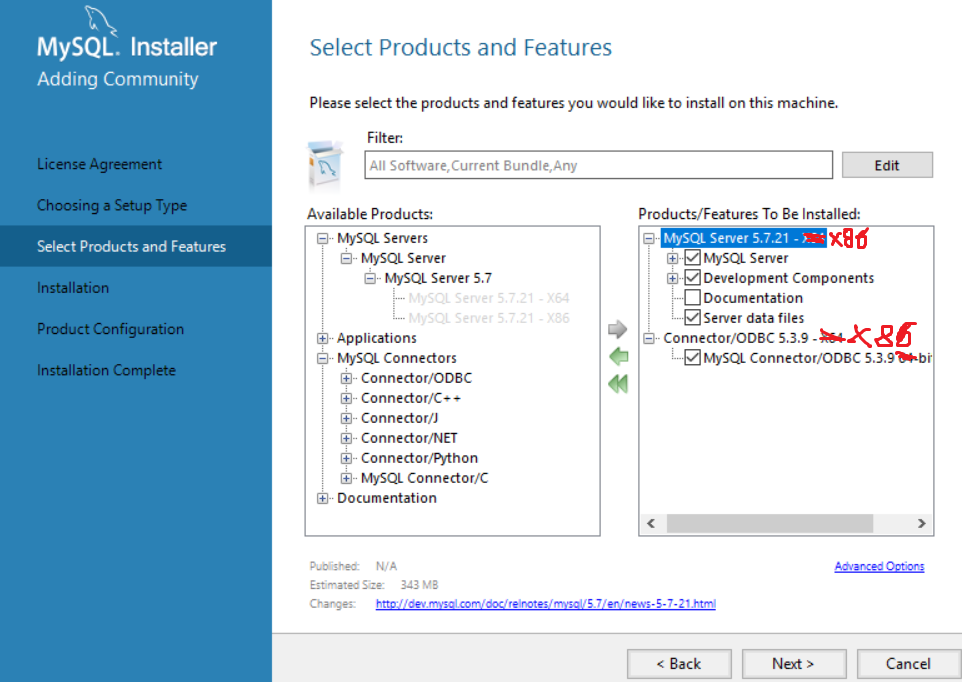 MySQL. Installer
Adding Community
License Agreement
Choosing a Setup Type
Select Products and Features
Installation
Product Configuration
Installation Complete
Select Products and Features
Please select the products and features you would like to install on this machine.
Filter:
All Software,Current Bundle,Any
Edit
Available Products:
MySQL Servers
MySQL Server
MySQL Server 5.7
MySQL Server 5.7.21 - X64
MySQL Server 5.7.21 - X86
Applications
MySQL Connectors
Connector/ODBC
Connector/C++
Connector/J
Connector/NET
Connector/Python
MySQL Connector/C
Documentation
Products/Features To Be Installed:
MySQL Server 5.7.21 - X64 x86
MySQL Server
Development Components
Documentation
Server data files
Connector/ODBC 5.3.9 - X64 X86
MySQL Connector/ODBC 5.3.9 64-bi
Published: N/A
Estimated Size: 343 MB
Changes: http://dev.mysql.com/doc/relnotes/mysql/5.7/en/news-5-7-21.html
Advanced Options
< Back
Next >
Cancel